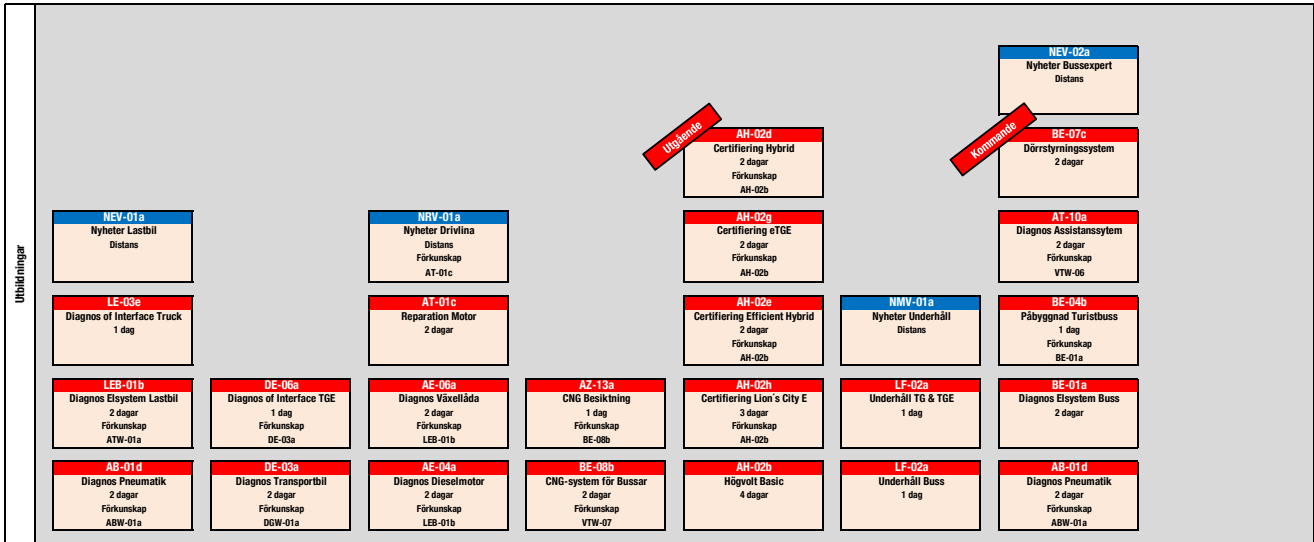 Utbildningar
NEV-02a
Nyheter Bussexpert
Distans
Utgående
AH-02d
Certifiering Hybrid
2 dagar
Förkunskap
AH-02b
Kommande
BE-07c
Dörrstyrningssystem
2 dagar
NEV-01a
Nyheter Lastbil
Distans
NRV-01a
Nyheter Drivlina
Distans
Förkunskap
AT-01c
AH-02g
Certifiering eTGE
2 dagar
Förkunskap
AH-02b
AT-10a
Diagnos Assistanssytem
2 dagar
Förkunskap
VTW-06
LE-03e
Diagnos of Interface Truck
1 dag
AT-01c
Reparation Motor
2 dagar
AH-02e
Certifiering Efficient Hybrid
2 dagar
Förkunskap
AH-02b
NMV-01a
Nyheter Underhåll
Distans
BE-04b
Påbyggnad Turistbuss
1 dag
Förkunskap
BE-01a
LEB-01b
Diagnos Elsystem Lastbil
2 dagar
Förkunskap
ATW-01a
DE-06a
Diagnos of Interface TGE
1 dag
Förkunskap
DE-03a
AE-06a
Diagnos Växellåda
2 dagar
Förkunskap
LEB-01b
AZ-13a
CNG Besiktning
1 dag
Förkunskap
BE-08b
AH-02h
Certifiering Lion´s City E
3 dagar
Förkunskap
AH-02b
LF-02a
Underhåll TG & TGE
1 dag
BE-01a
Diagnos Elsystem Buss
2 dagar
AB-01d
Diagnos Pneumatik
2 dagar
Förkunskap
ABW-01a
DE-03a
Diagnos Transportbil
2 dagar
Förkunskap
DGW-01a
AE-04a
Diagnos Dieselmotor
2 dagar
Förkunskap
LEB-01b
BE-08b
CNG-system för Bussar
2 dagar
Förkunskap
VTW-07
AH-02b
Högvolt Basic
4 dagar
LF-02a
Underhåll Buss
1 dag
AB-01d
Diagnos Pneumatik
2 dagar
Förkunskap
ABW-01a